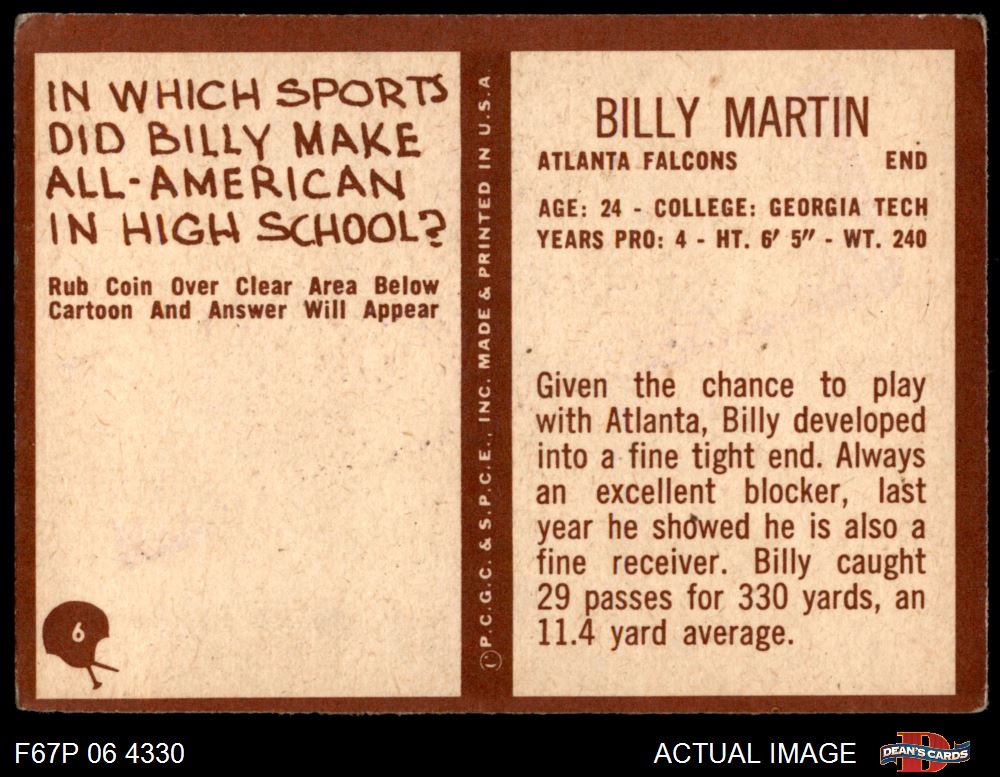 IN WHICH SPORTS
DID BILLY MAKE
ALL-AMERICAN
IN HIGH SCHOOL?
Rub Coin Over Clear Area Below
Cartoon And Answer Will Appear
6
© P.C.G.C. & S.P.C.E., INC. MADE & PRINTED IN U.S.A
BILLY MARTIN
ATLANTA FALCONS END
AGE: 24 - COLLEGE: GEORGIA TECH
YEARS PRO: 4 - HT. 6' 5" - WT. 240
Given the chance to play
with Atlanta, Billy developed
into a fine tight end. Always
an excellent blocker, last
year he showed he is also a
fine receiver. Billy caught
29 passes for 330 yards, an
11.4 yard average.
F67P 06 4330
ACTUAL IMAGE
D
DEAN'S CARDS